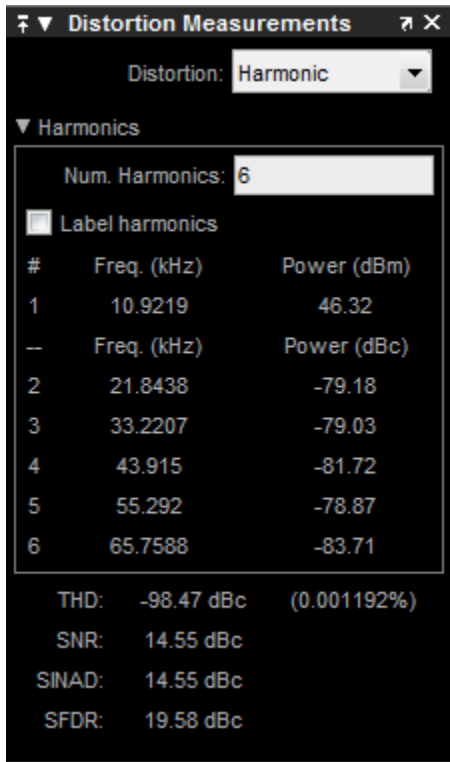 Distortion Measurements
Distortion: Harmonic
Harmonics
Num. Harmonics: 6
Label harmonics
# Freq. (kHz) Power (dBm)
1 10.9219 46.32
-- Freq. (kHz) Power (dBc)
2 21.8438 -79.18
3 33.2207 -79.03
4 43.915 -81.72
5 55.292 -78.87
6 65.7588 -83.71
THD: -98.47 dBc (0.001192%)
SNR: 14.55 dBc
SINAD: 14.55 dBc
SFDR: 19.58 dBc